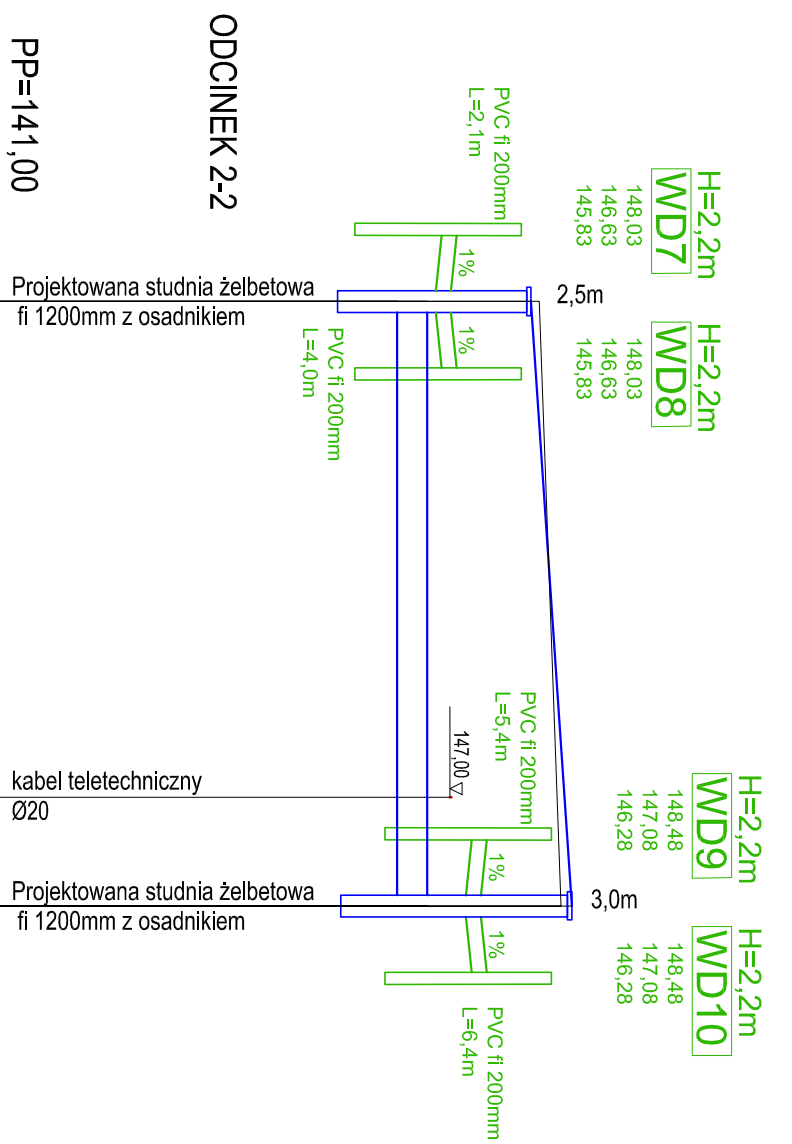 ODCINEK 2-2
PP=141,00
H=2,2m
WD7
148,03
146,63
145,83
H=2,2m
WD8
148,03
146,63
145,83
PVC fi 200mm
L=2,1m
1%
1%
PVC fi 200mm
L=4,0m
2,5m
Projektowana studnia żelbetowa
fi 1200mm z osadnikiem
H=2,2m
WD9
148,48
147,08
146,28
H=2,2m
WD10
148,48
147,08
146,28
PVC fi 200mm
L=5,4m
147,00
1%
1%
PVC fi 200mm
L=6,4m
3,0m
kabel teletechniczny
Ø20
Projektowana studnia żelbetowa
fi 1200mm z osadnikiem